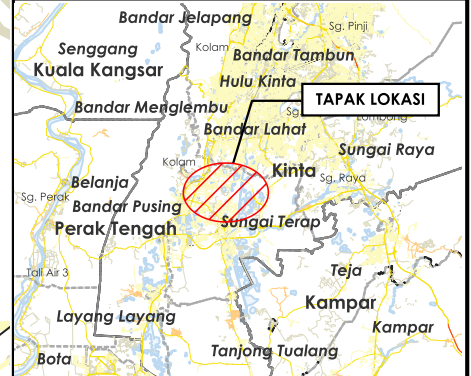 Bandar Jelapang
Sg. Pinji
Kolam
Senggang
Bandar Tambun
Kuala Kangsar
Hulu Kinta
TAPAK LOKASI
Bandar Menglembu
Sg.
Lombong
Bandar Lahat
Sungai Raya
Kolam
Kinta
Sg. Raya
Belanja
Sg. Perak
Bandar Pusing
Sungai Terap
Perak Tengah
Tali Air 3
Teja
Kampar
Layang Layang
Kampar
Tanjong Tualang
Bota